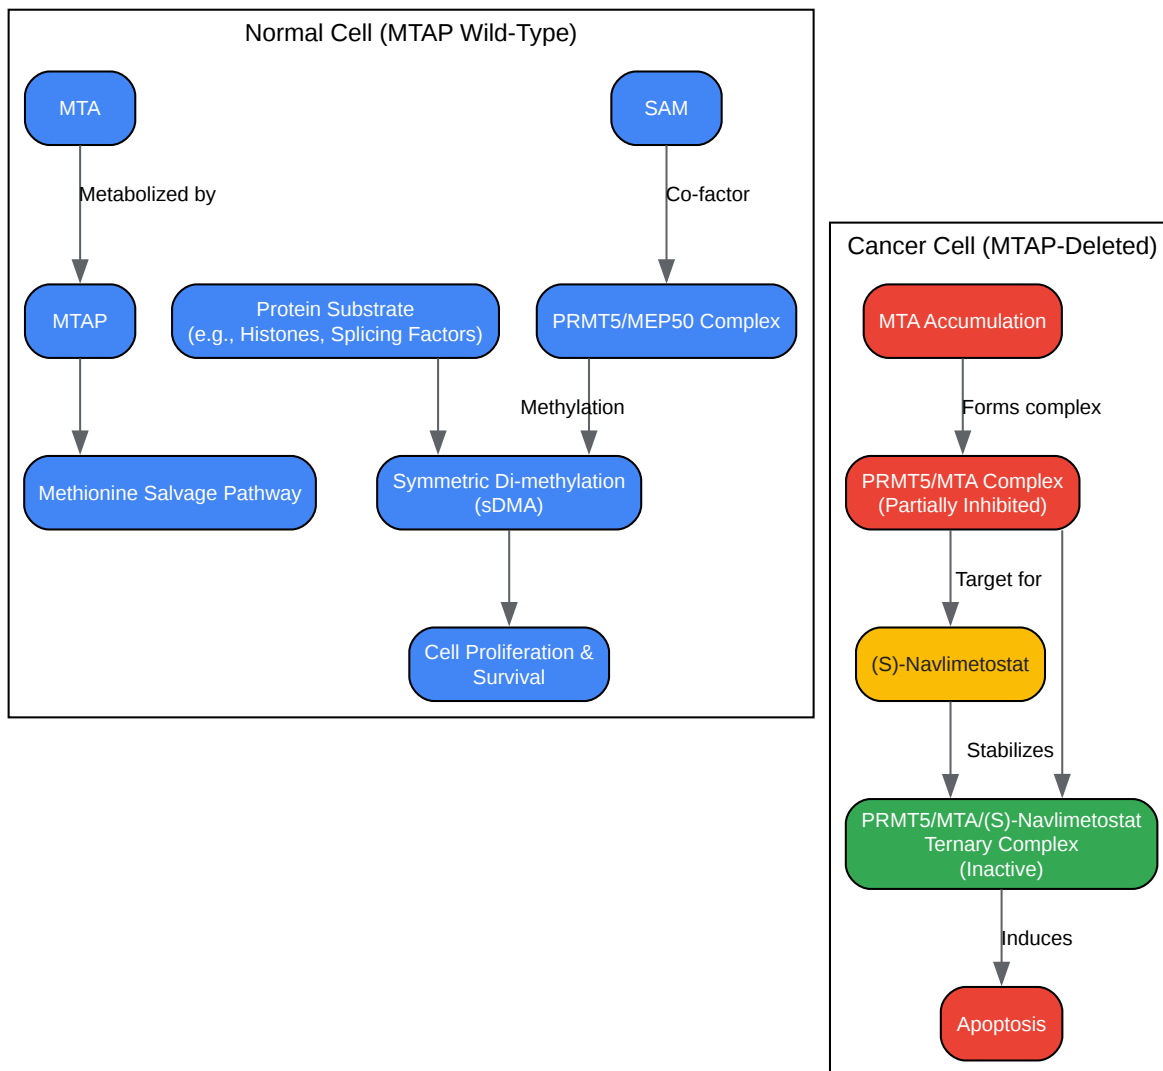 Normal Cell (MTAP Wild-Type)
MTA
SAM
Metabolized by
Co-factor
MTAP
Protein Substrate
(e.g., Histones, Splicing Factors)
PRMT5/MEP50 Complex
Methylation
Methionine Salvage Pathway
Symmetric Di-methylation
(sDMA)
Cell Proliferation &
Survival
Cancer Cell (MTAP-Deleted)
MTA Accumulation
Forms complex
PRMT5/MTA Complex
(Partially Inhibited)
Target for
(S)-Navlimetostat
Stabilizes
PRMT5/MTA/(S)-Navlimetostat
Ternary Complex
(Inactive)
Induces
Apoptosis